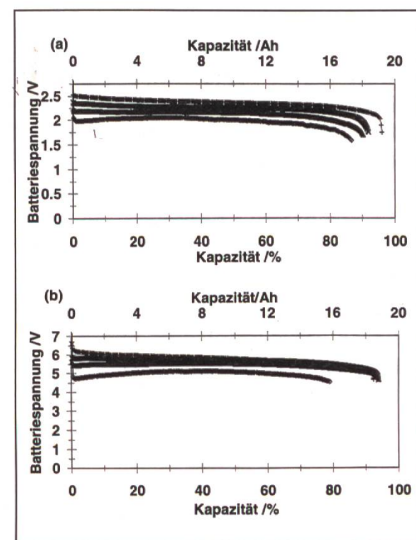 (a)
Kapazität /Ah
0 4 8 12 16 20
Batteriespannung /V
2.5
2
1.5
1
0.5
0
0 20 40 60 80 100
Kapazität /%
(b)
Kapazität/Ah
0 4 8 12 16 20
Batteriespannung /V
7
6
5
4
3
2
1
0
0 20 40 60 80 100
Kapazität /%